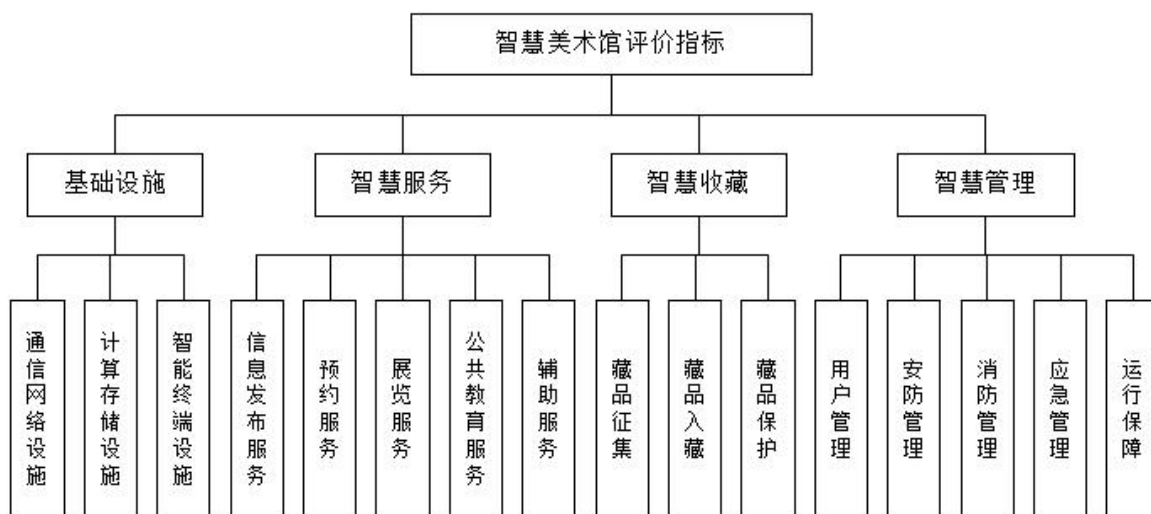 智慧美术馆评价指标
基础设施
智慧服务
智慧收藏
智慧管理
通信网络设施
计算存储设施
智能终端设施
信息发布服务
预约服务
展览服务
公共教育服务
辅助服务
藏品征集
藏品入藏
藏品保护
用户管理
安防管理
消防管理
应急管理
运行保障